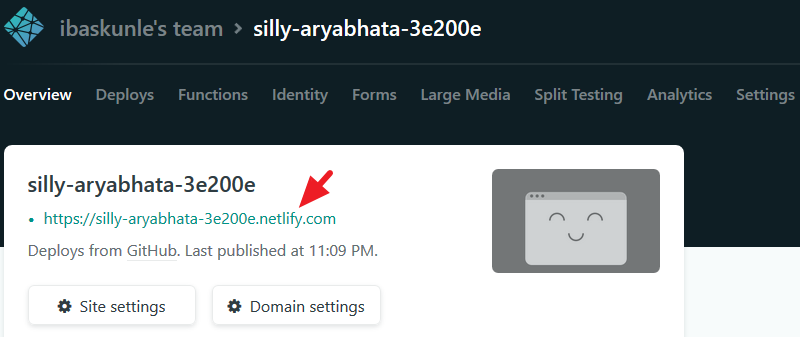 ibaskunle's team > silly-aryabhata-3e200e
Overview Deploys Functions Identity Forms Large Media Split Testing Analytics Settings
silly-aryabhata-3e200e
• https://silly-aryabhata-3e200e.netlify.com
Deploys from GitHub. Last published at 11:09 PM.
Site settings Domain settings